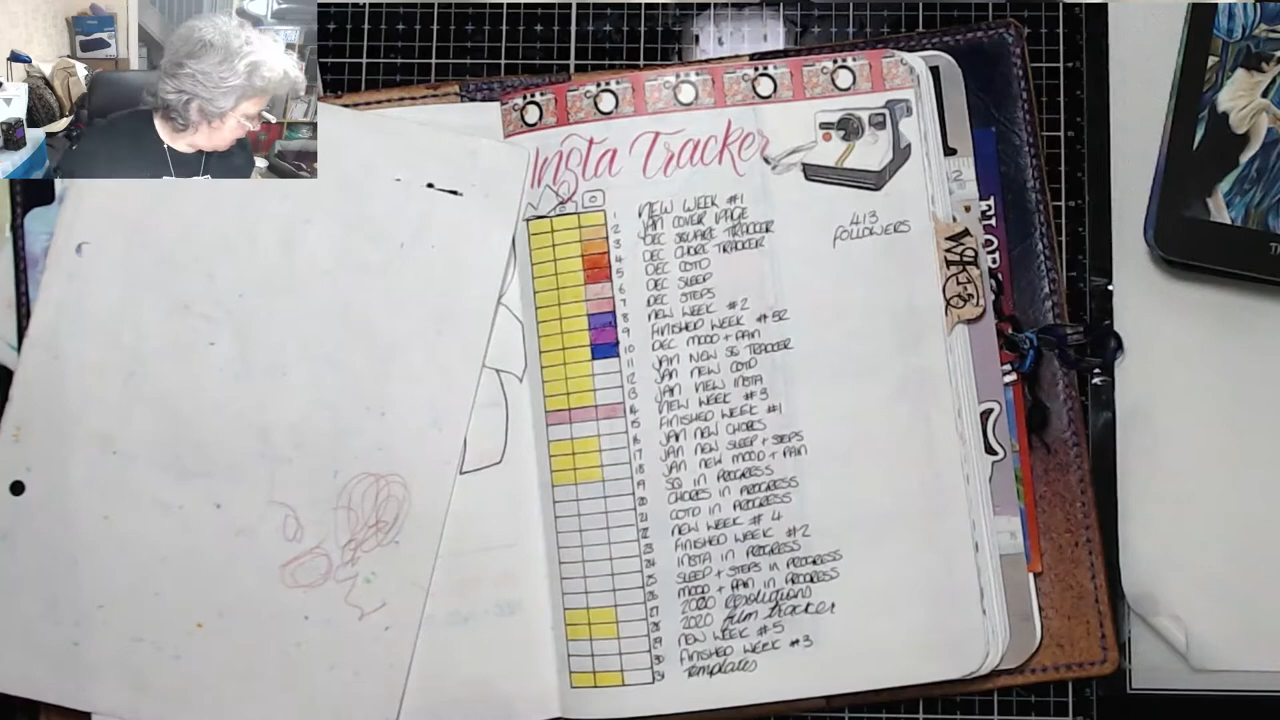 Insta Tracker
413
FOLLOWERS
1 NEW WEEK #1
2 JAN COVER PAGE
3 DEC SQUARE TRACKER
4 DEC CHORE TRACKER
5 DEC COTD
6 DEC SLEEP
7 DEC STEPS
8 NEW WEEK #2
9 FINISHED WEEK #52
10 DEC MOOD + PAIN
11 JAN NEW SQ TRACKER
12 JAN NEW COTD
13 JAN NEW INSTA
14 NEW WEEK #3
15 FINISHED WEEK #1
16 JAN NEW CHORES
17 JAN NEW SLEEP + STEPS
18 JAN NEW MOOD + PAIN
19 SQ IN PROGRESS
20 CHORES IN PROGRESS
21 COTD IN PROGRESS
22 NEW WEEK #4
23 FINISHED WEEK #2
24 INSTA IN PROGRESS
25 SLEEP + STEPS IN PROGRESS
26 MOOD + PAIN IN PROGRESS
27 2020 Resolutions
28 2020 film tracker
29 NEW WEEK #5
30 FINISHED WEEK #3
31 Templates